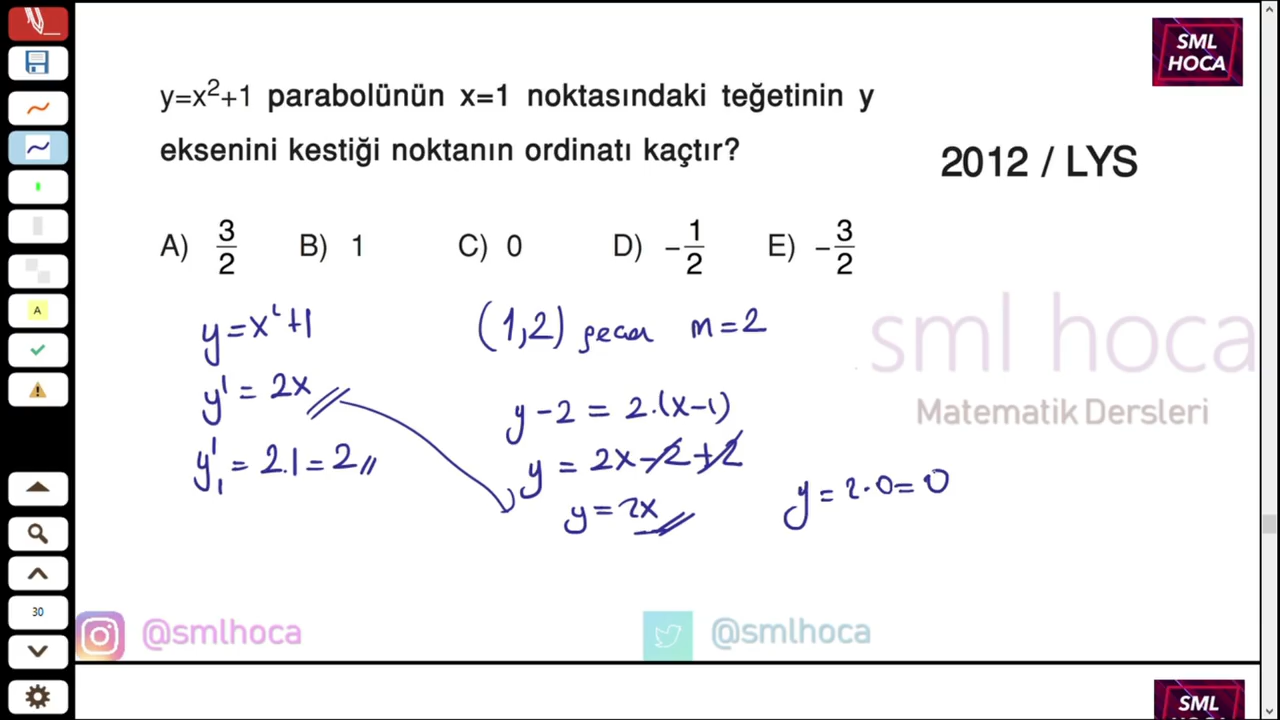 SML
HOCA
y=x²+1 parabolünün x=1 noktasındaki teğetinin y
eksenini kestiği noktanın ordinatı kaçtır?
2012 / LYS
A) 3/2 B) 1 C) 0 D) -1/2 E) -3/2
y=x²+1
y' = 2x
y'₁ = 2.1=2
(1,2) geçer m=2
y-2 = 2.(x-1)
y = 2x-2+2
y=2x
y=2·0=0
sml hoca
Matematik Dersleri
A
30
@smlhoca
@smlhoca
SML